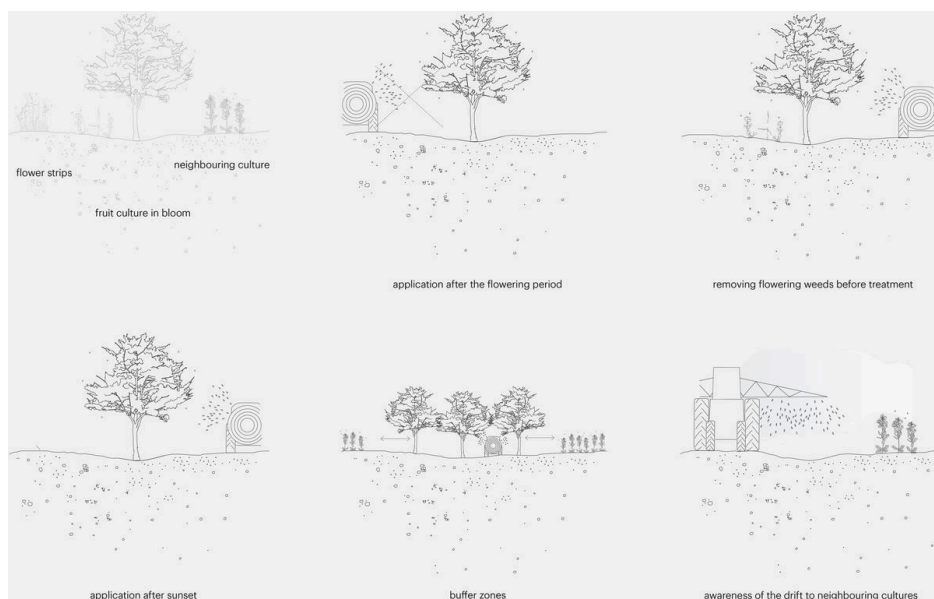 neighbouring culture
flower strips
fruit culture in bloom
application after the flowering period
removing flowering weeds before treatment
application after sunset
buffer zones
awareness of the drift to neighbouring cultures